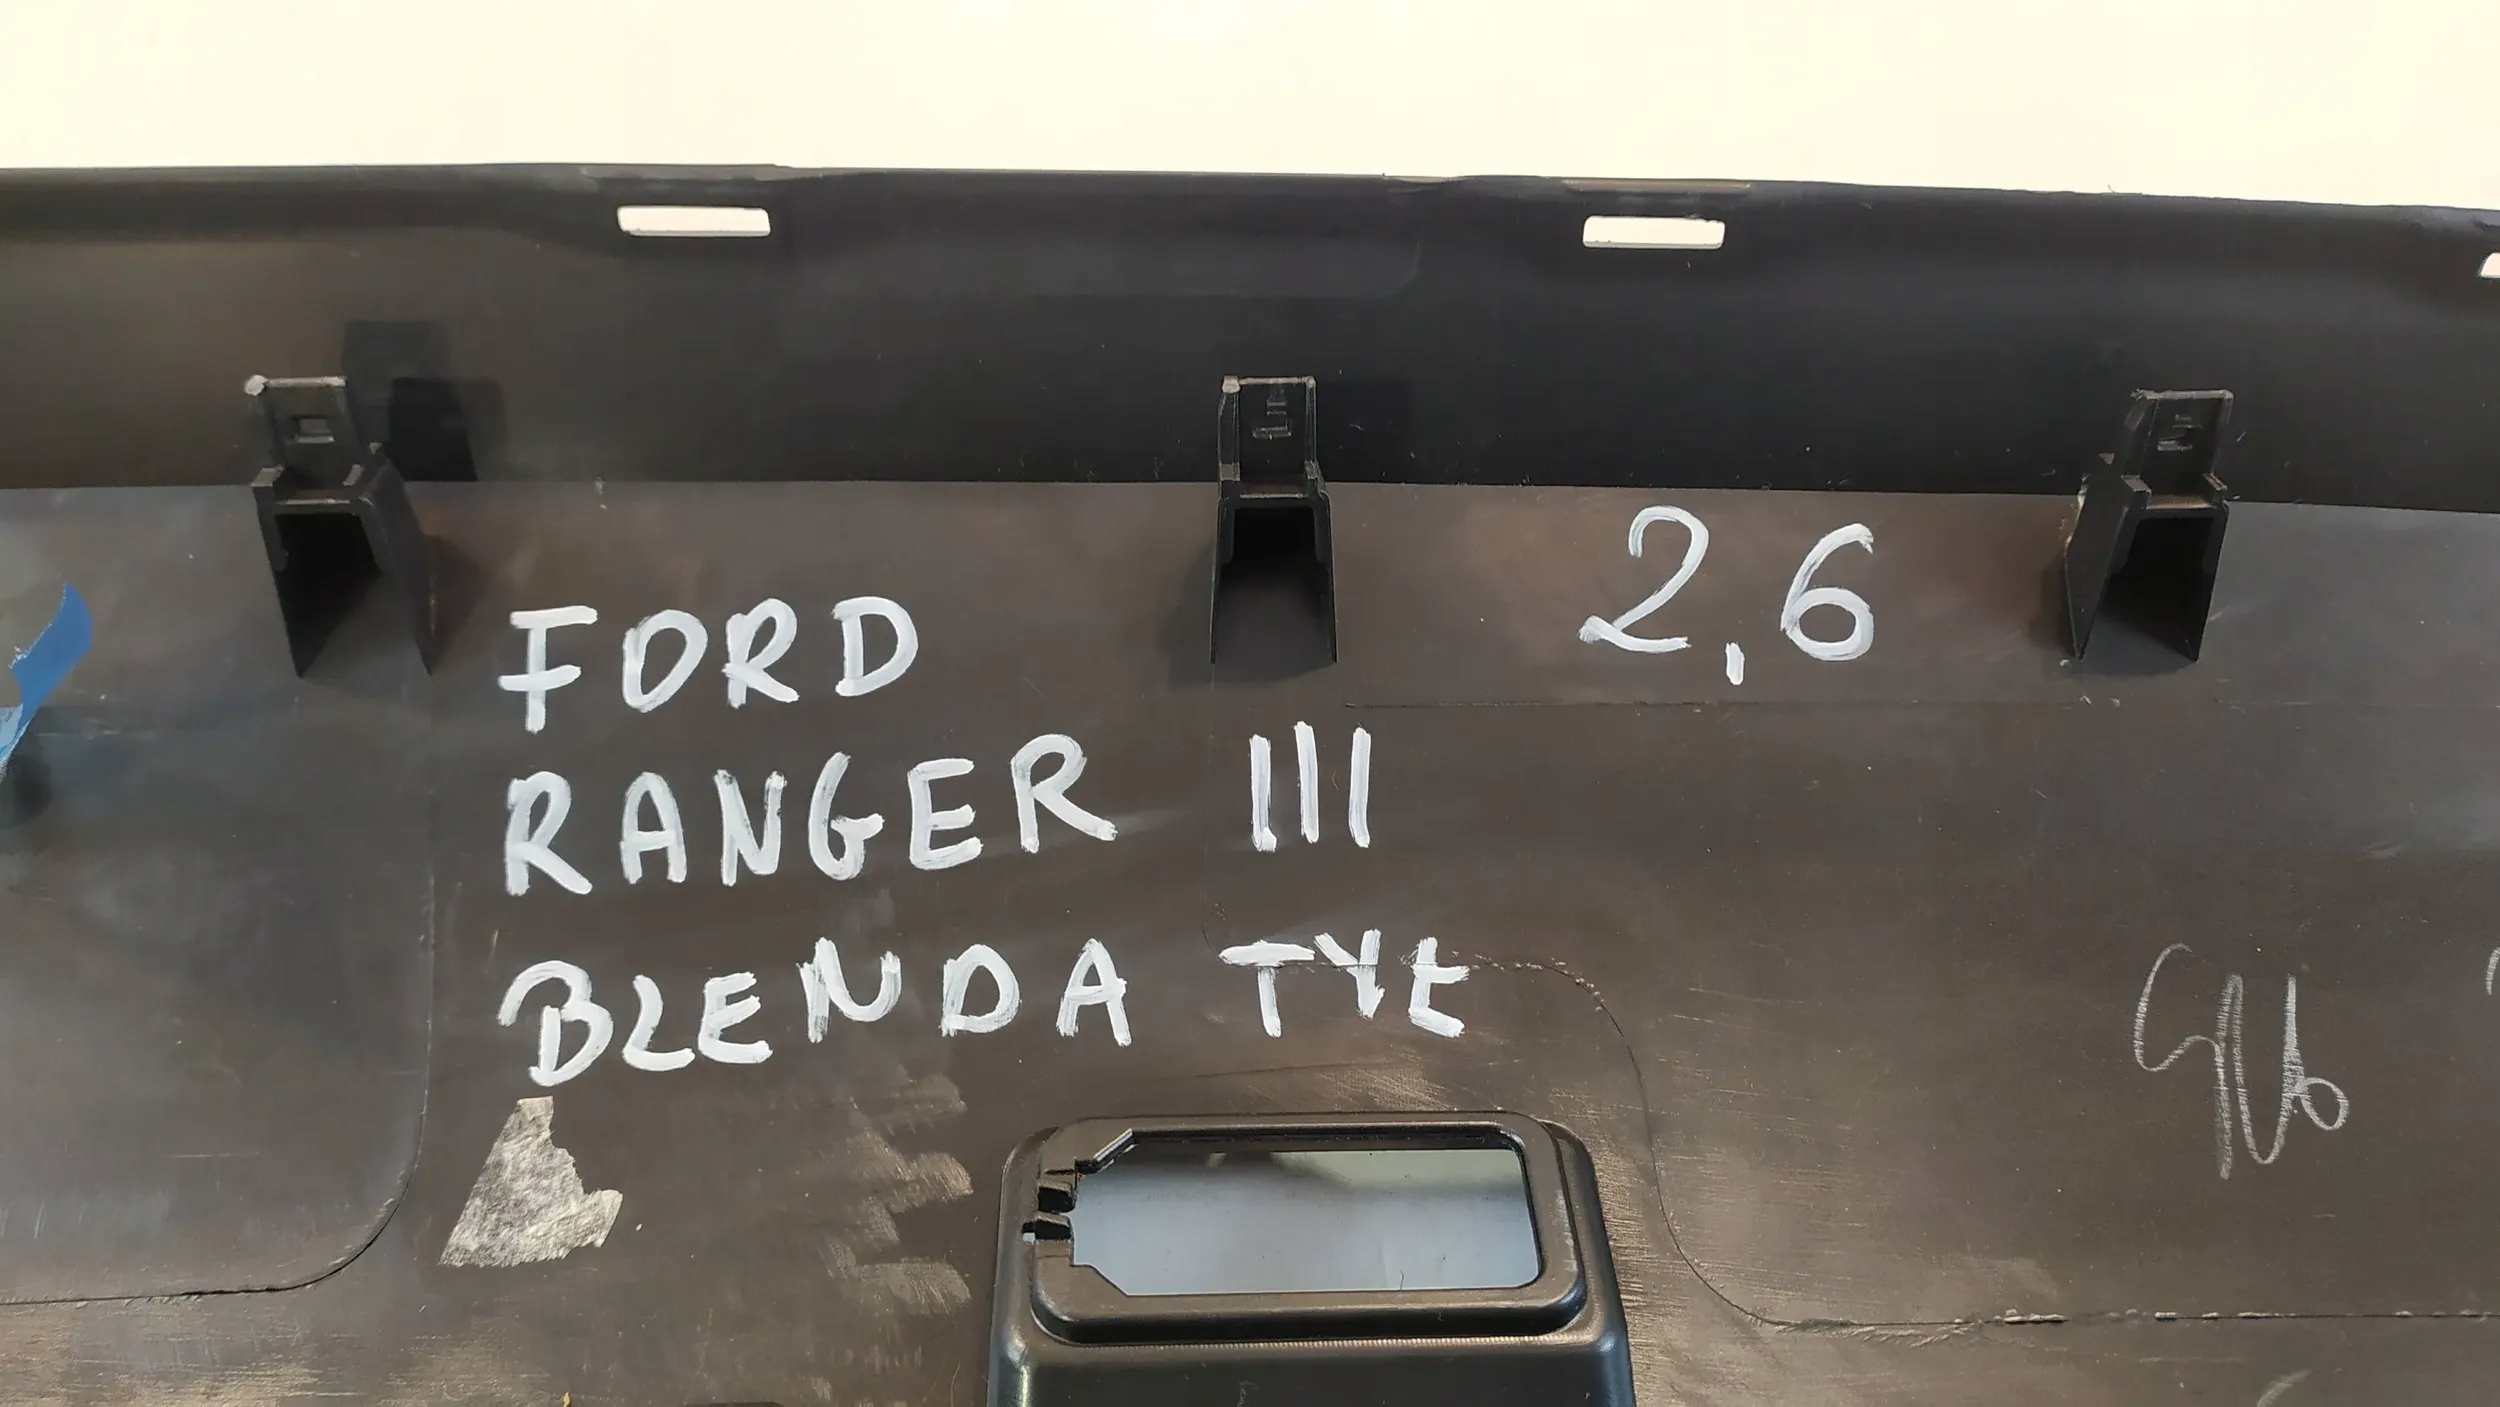 2,6
FORD
RANGER III
BLENDA TYŁ